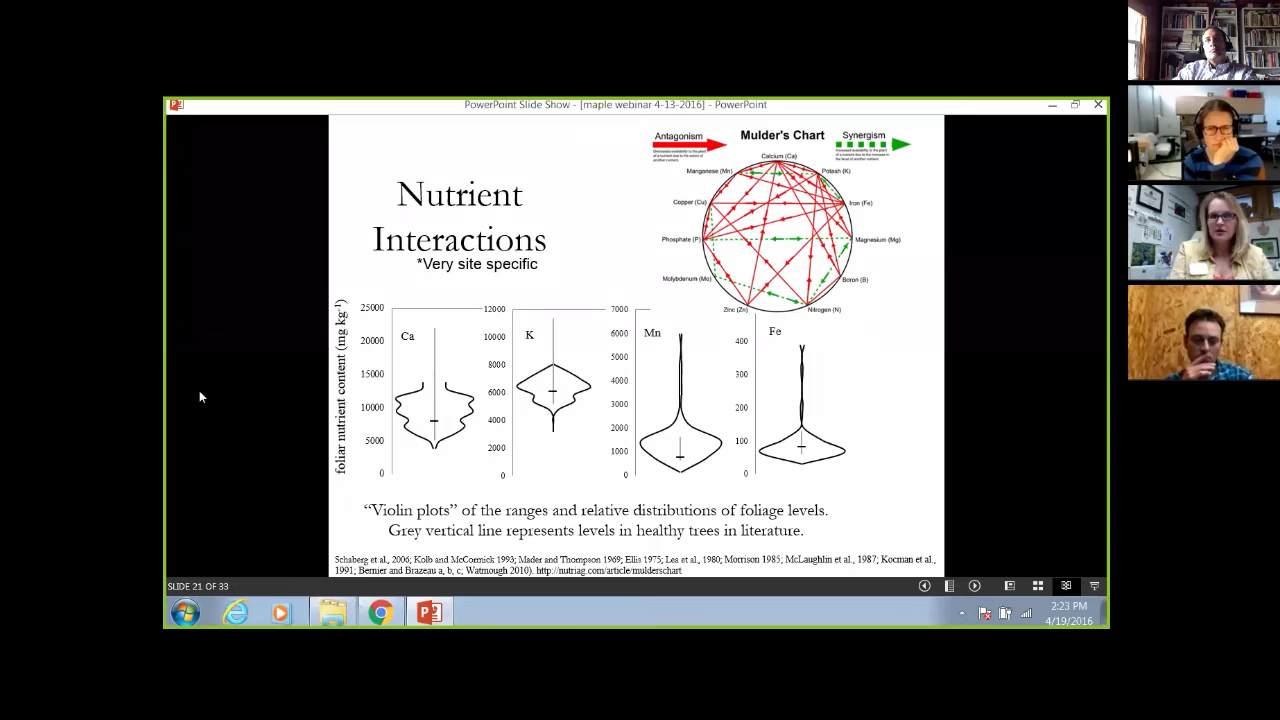 PowerPoint Slide Show - [maple webinar 4-13-2016] - PowerPoint
Nutrient
Interactions
*Very site specific
Antagonism
Mulder's Chart
Synergism
Calcium (Ca)
Manganese (Mn)
Potash (K)
Copper (Cu)
Iron (Fe)
Phosphate (P)
Magnesium (Mg)
Molybdenum (Mo)
Boron (B)
Zinc (Zn)
Nitrogen (N)
foliar nutrient content (mg kg⁻¹)
25000
20000
15000
10000
5000
0
Ca
12000
10000
8000
6000
4000
2000
0
K
7000
6000
5000
4000
3000
2000
1000
0
Mn
400
300
200
100
0
Fe
“Violin plots” of the ranges and relative distributions of foliage levels.
Grey vertical line represents levels in healthy trees in literature.
Schaberg et al., 2006; Kolb and McCormick 1993; Mader and Thompson 1969; Ellis 1975; Lea et al., 1980; Morrison 1985; McLaughlin et al., 1987; Kocman et al.,
1991; Bernier and Brazeau a, b, c; Watmough 2010). http://nutriag.com/article/mulderschart
SLIDE 21 OF 33
2:23 PM
4/19/2016